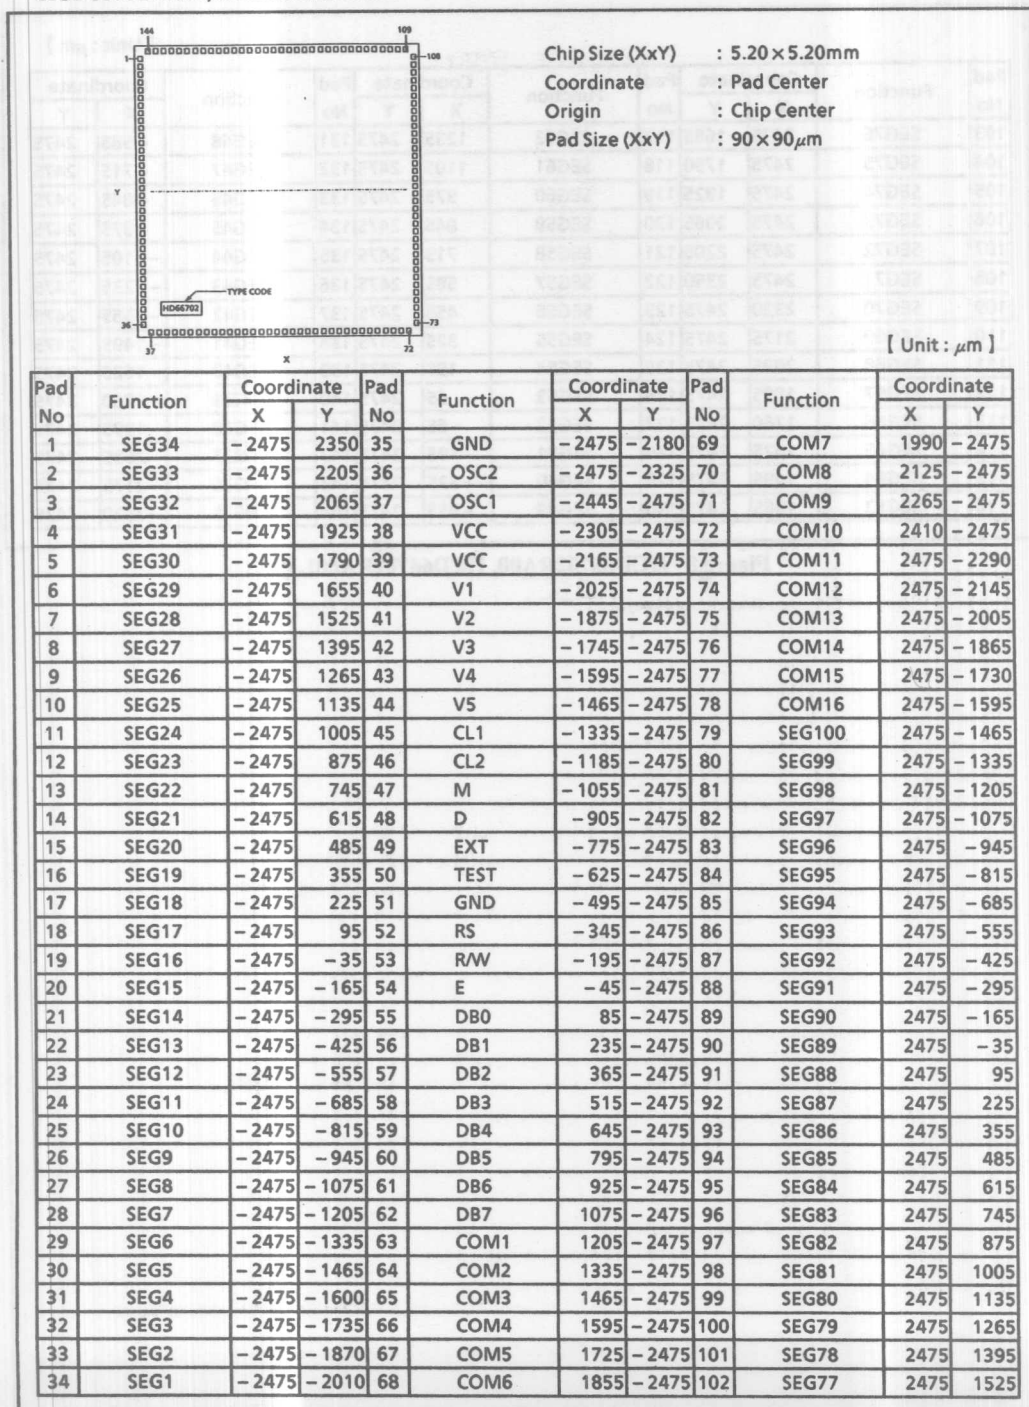 144 109
1 108
Y
TYPE CODE
HD66702
36 73
37 72
X
Chip Size (XxY) : 5.20×5.20mm
Coordinate : Pad Center
Origin : Chip Center
Pad Size (XxY) : 90×90μm
[ Unit : μm ]
Pad No Function Coordinate Pad No Function Coordinate Pad No Function Coordinate
X Y X Y X Y
1 SEG34 −2475 2350 35 GND −2475 −2180 69 COM7 1990 −2475
2 SEG33 −2475 2205 36 OSC2 −2475 −2325 70 COM8 2125 −2475
3 SEG32 −2475 2065 37 OSC1 −2445 −2475 71 COM9 2265 −2475
4 SEG31 −2475 1925 38 VCC −2305 −2475 72 COM10 2410 −2475
5 SEG30 −2475 1790 39 VCC −2165 −2475 73 COM11 2475 −2290
6 SEG29 −2475 1655 40 V1 −2025 −2475 74 COM12 2475 −2145
7 SEG28 −2475 1525 41 V2 −1875 −2475 75 COM13 2475 −2005
8 SEG27 −2475 1395 42 V3 −1745 −2475 76 COM14 2475 −1865
9 SEG26 −2475 1265 43 V4 −1595 −2475 77 COM15 2475 −1730
10 SEG25 −2475 1135 44 V5 −1465 −2475 78 COM16 2475 −1595
11 SEG24 −2475 1005 45 CL1 −1335 −2475 79 SEG100 2475 −1465
12 SEG23 −2475 875 46 CL2 −1185 −2475 80 SEG99 2475 −1335
13 SEG22 −2475 745 47 M −1055 −2475 81 SEG98 2475 −1205
14 SEG21 −2475 615 48 D −905 −2475 82 SEG97 2475 −1075
15 SEG20 −2475 485 49 EXT −775 −2475 83 SEG96 2475 −945
16 SEG19 −2475 355 50 TEST −625 −2475 84 SEG95 2475 −815
17 SEG18 −2475 225 51 GND −495 −2475 85 SEG94 2475 −685
18 SEG17 −2475 95 52 RS −345 −2475 86 SEG93 2475 −555
19 SEG16 −2475 −35 53 R/W −195 −2475 87 SEG92 2475 −425
20 SEG15 −2475 −165 54 E −45 −2475 88 SEG91 2475 −295
21 SEG14 −2475 −295 55 DB0 85 −2475 89 SEG90 2475 −165
22 SEG13 −2475 −425 56 DB1 235 −2475 90 SEG89 2475 −35
23 SEG12 −2475 −555 57 DB2 365 −2475 91 SEG88 2475 95
24 SEG11 −2475 −685 58 DB3 515 −2475 92 SEG87 2475 225
25 SEG10 −2475 −815 59 DB4 645 −2475 93 SEG86 2475 355
26 SEG9 −2475 −945 60 DB5 795 −2475 94 SEG85 2475 485
27 SEG8 −2475 −1075 61 DB6 925 −2475 95 SEG84 2475 615
28 SEG7 −2475 −1205 62 DB7 1075 −2475 96 SEG83 2475 745
29 SEG6 −2475 −1335 63 COM1 1205 −2475 97 SEG82 2475 875
30 SEG5 −2475 −1465 64 COM2 1335 −2475 98 SEG81 2475 1005
31 SEG4 −2475 −1600 65 COM3 1465 −2475 99 SEG80 2475 1135
32 SEG3 −2475 −1735 66 COM4 1595 −2475 100 SEG79 2475 1265
33 SEG2 −2475 −1870 67 COM5 1725 −2475 101 SEG78 2475 1395
34 SEG1 −2475 −2010 68 COM6 1855 −2475 102 SEG77 2475 1525